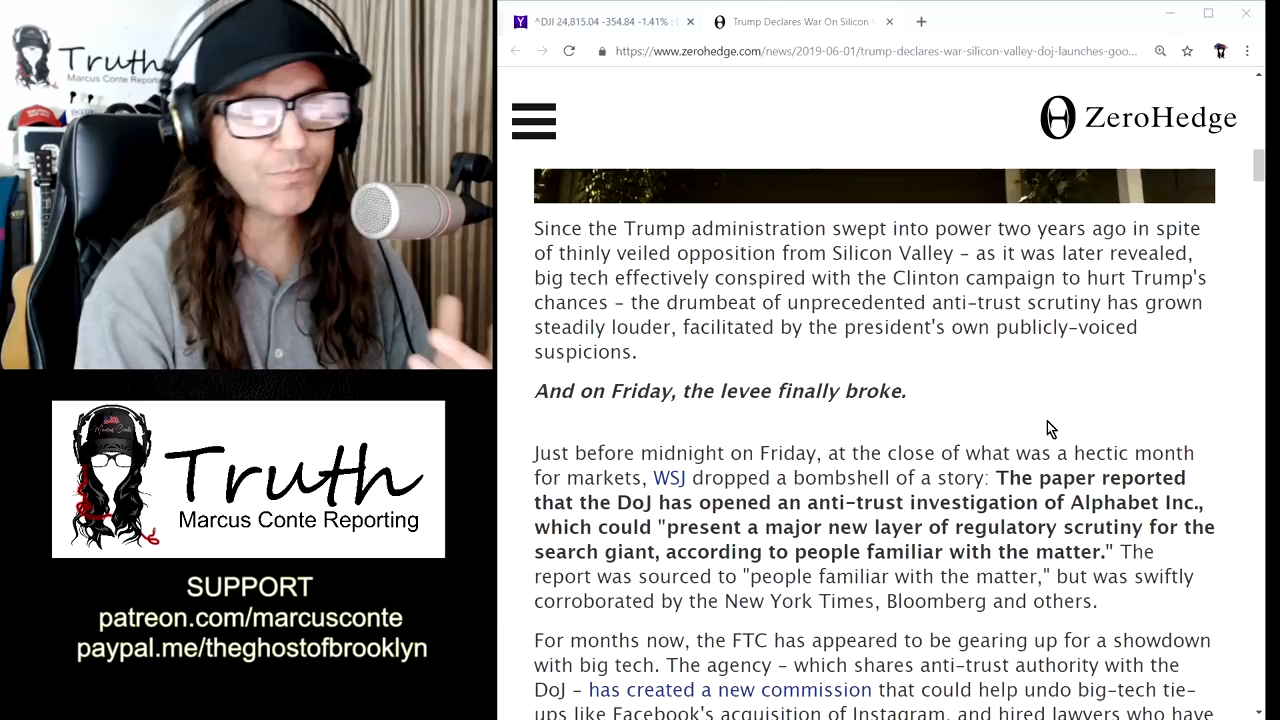 Truth
Marcus Conte Reporting
^DJI 24,815.04 -354.84 -1.41% :
Trump Declares War On Silicon
https://www.zerohedge.com/news/2019-06-01/trump-declares-war-silicon-valley-doj-launches-goo...
ZeroHedge
Since the Trump administration swept into power two years ago in spite
of thinly veiled opposition from Silicon Valley – as it was later revealed,
big tech effectively conspired with the Clinton campaign to hurt Trump's
chances – the drumbeat of unprecedented anti-trust scrutiny has grown
steadily louder, facilitated by the president's own publicly-voiced
suspicions.
And on Friday, the levee finally broke.
Just before midnight on Friday, at the close of what was a hectic month
for markets, WSJ dropped a bombshell of a story: The paper reported
that the DoJ has opened an anti-trust investigation of Alphabet Inc.,
which could "present a major new layer of regulatory scrutiny for the
search giant, according to people familiar with the matter." The
report was sourced to "people familiar with the matter," but was swiftly
corroborated by the New York Times, Bloomberg and others.
For months now, the FTC has appeared to be gearing up for a showdown
with big tech. The agency – which shares anti-trust authority with the
DoJ – has created a new commission that could help undo big-tech tie-
ups like Facebook's acquisition of Instagram, and hired lawyers who have
Truth
Marcus Conte Reporting
SUPPORT
patreon.com/marcusconte
paypal.me/theghostofbrooklyn